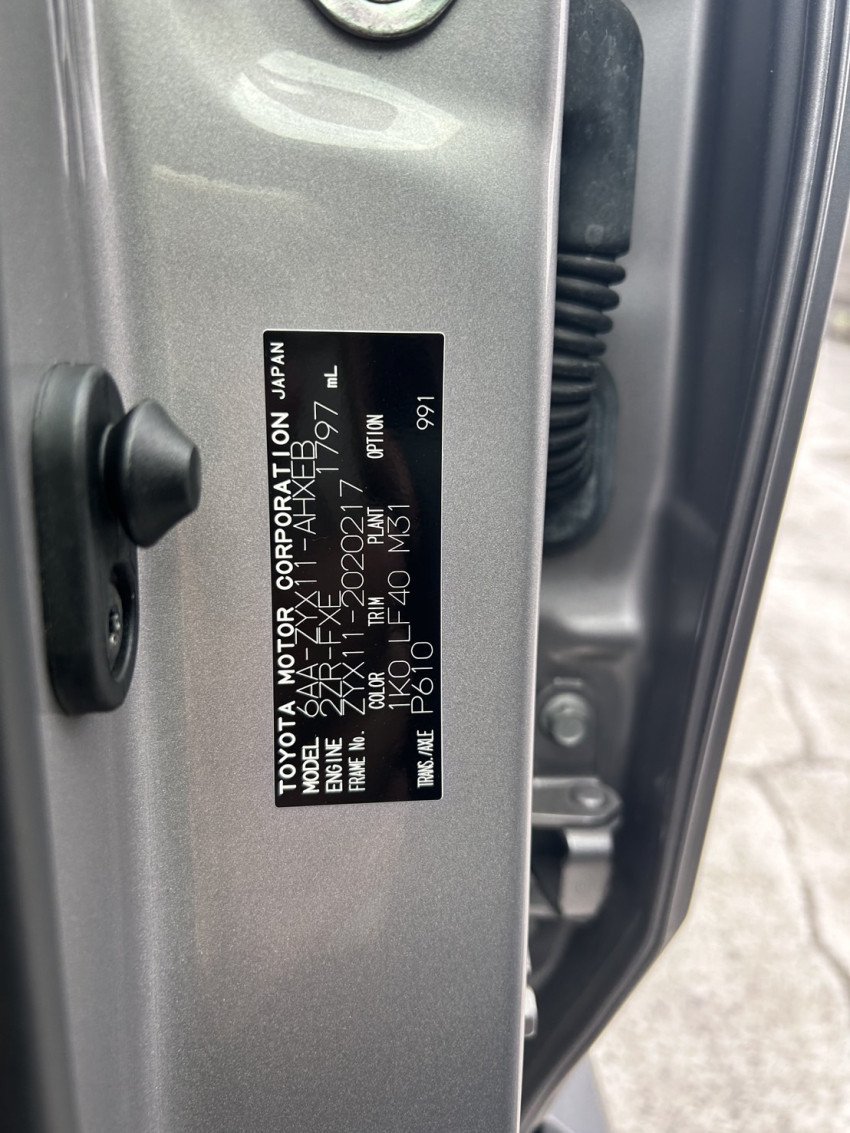 TOYOTA MOTOR CORPORATION JAPAN
MODEL 6AA-ZYX11-AHXEB
ENGINE 2ZR-FXE 1797 mL
FRAME No. ZYX11-2020217
COLOR TRIM PLANT OPTION
1K0 LF40 M31
TRANS./AXLE P610 991